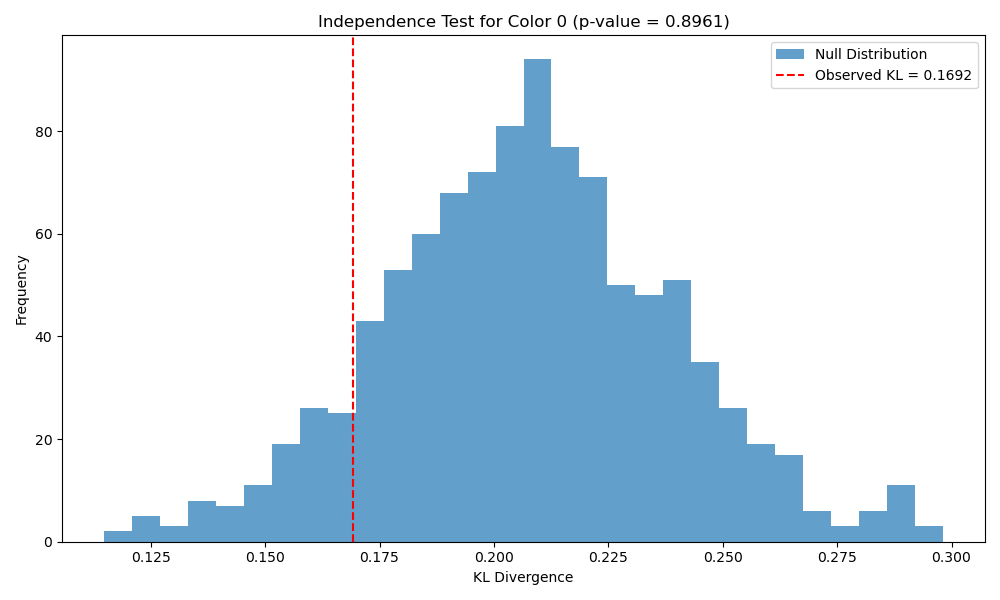 Independence Test for Color 0 (p-value = 0.8961)
Null Distribution
Observed KL = 0.1692
Frequency
80
60
40
20
0
0.125 0.150 0.175 0.200 0.225 0.250 0.275 0.300
KL Divergence